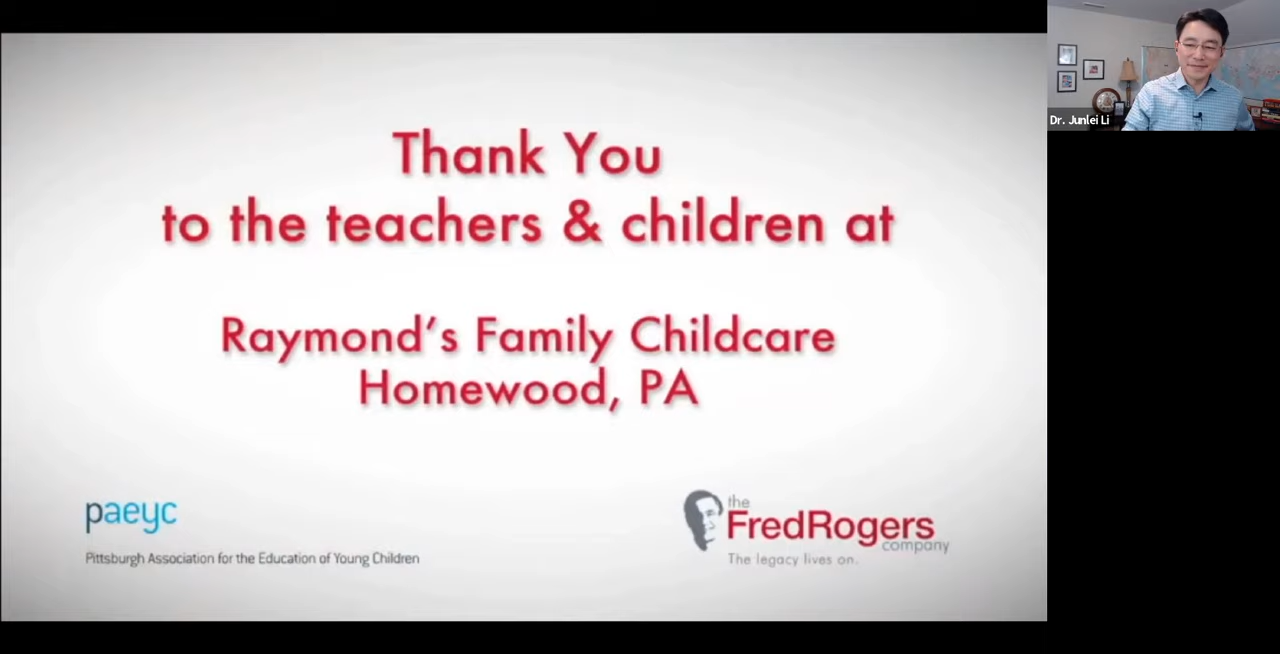 Thank You
to the teachers & children at
Raymond's Family Childcare
Homewood, PA
paeyc
Pittsburgh Association for the Education of Young Children
the
FredRogers
company
The legacy lives on.
Dr. Junlei Li